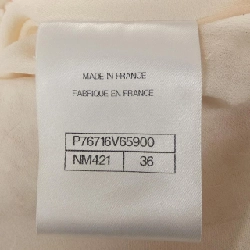 MADE IN FRANCE
FABRIQUE EN FRANCE
P76716V65900
NM421 36